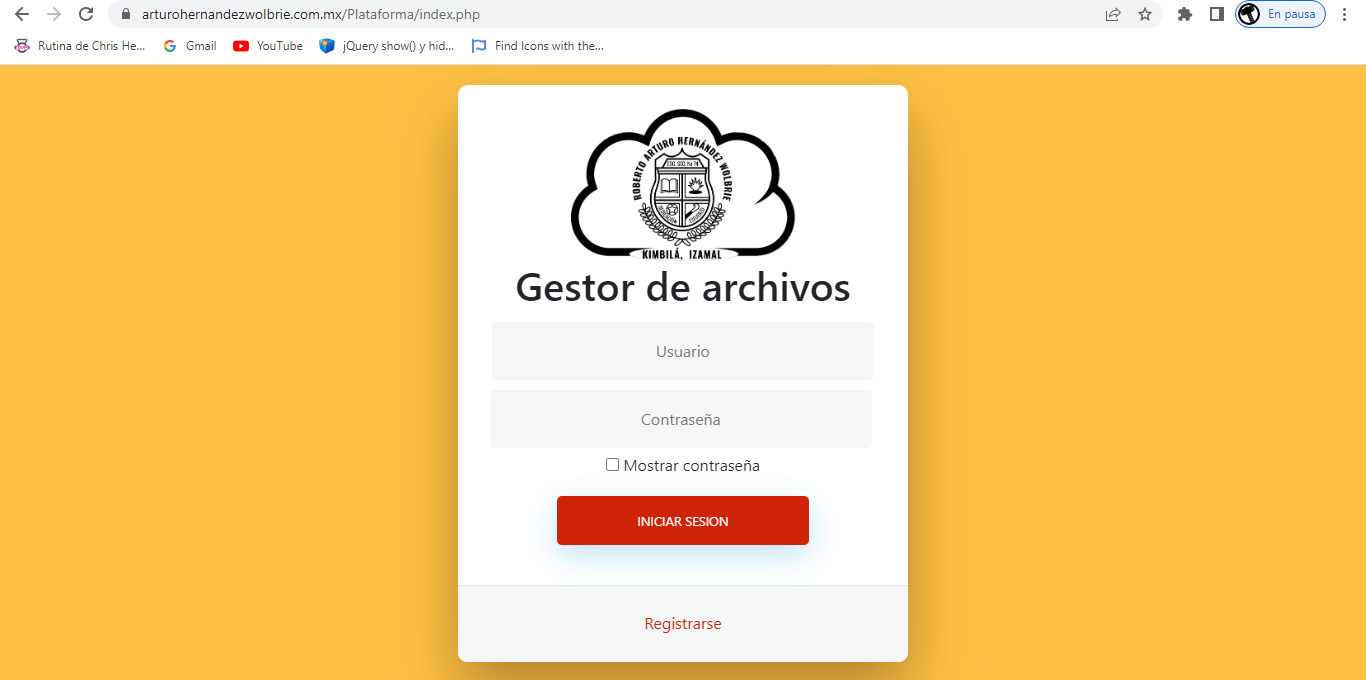 arturohernandezwolbrie.com.mx/Plataforma/index.php
En pausa
Rutina de Chris He...
Gmail
YouTube
jQuery show() y hid...
Find Icons with the...
ROBERTO ARTURO HERNÁNDEZ WOLBRIE
ESC. SEC. No. 74
KIMBILÁ, IZAMAL
Gestor de archivos
Usuario
Contraseña
Mostrar contraseña
INICIAR SESION
Registrarse